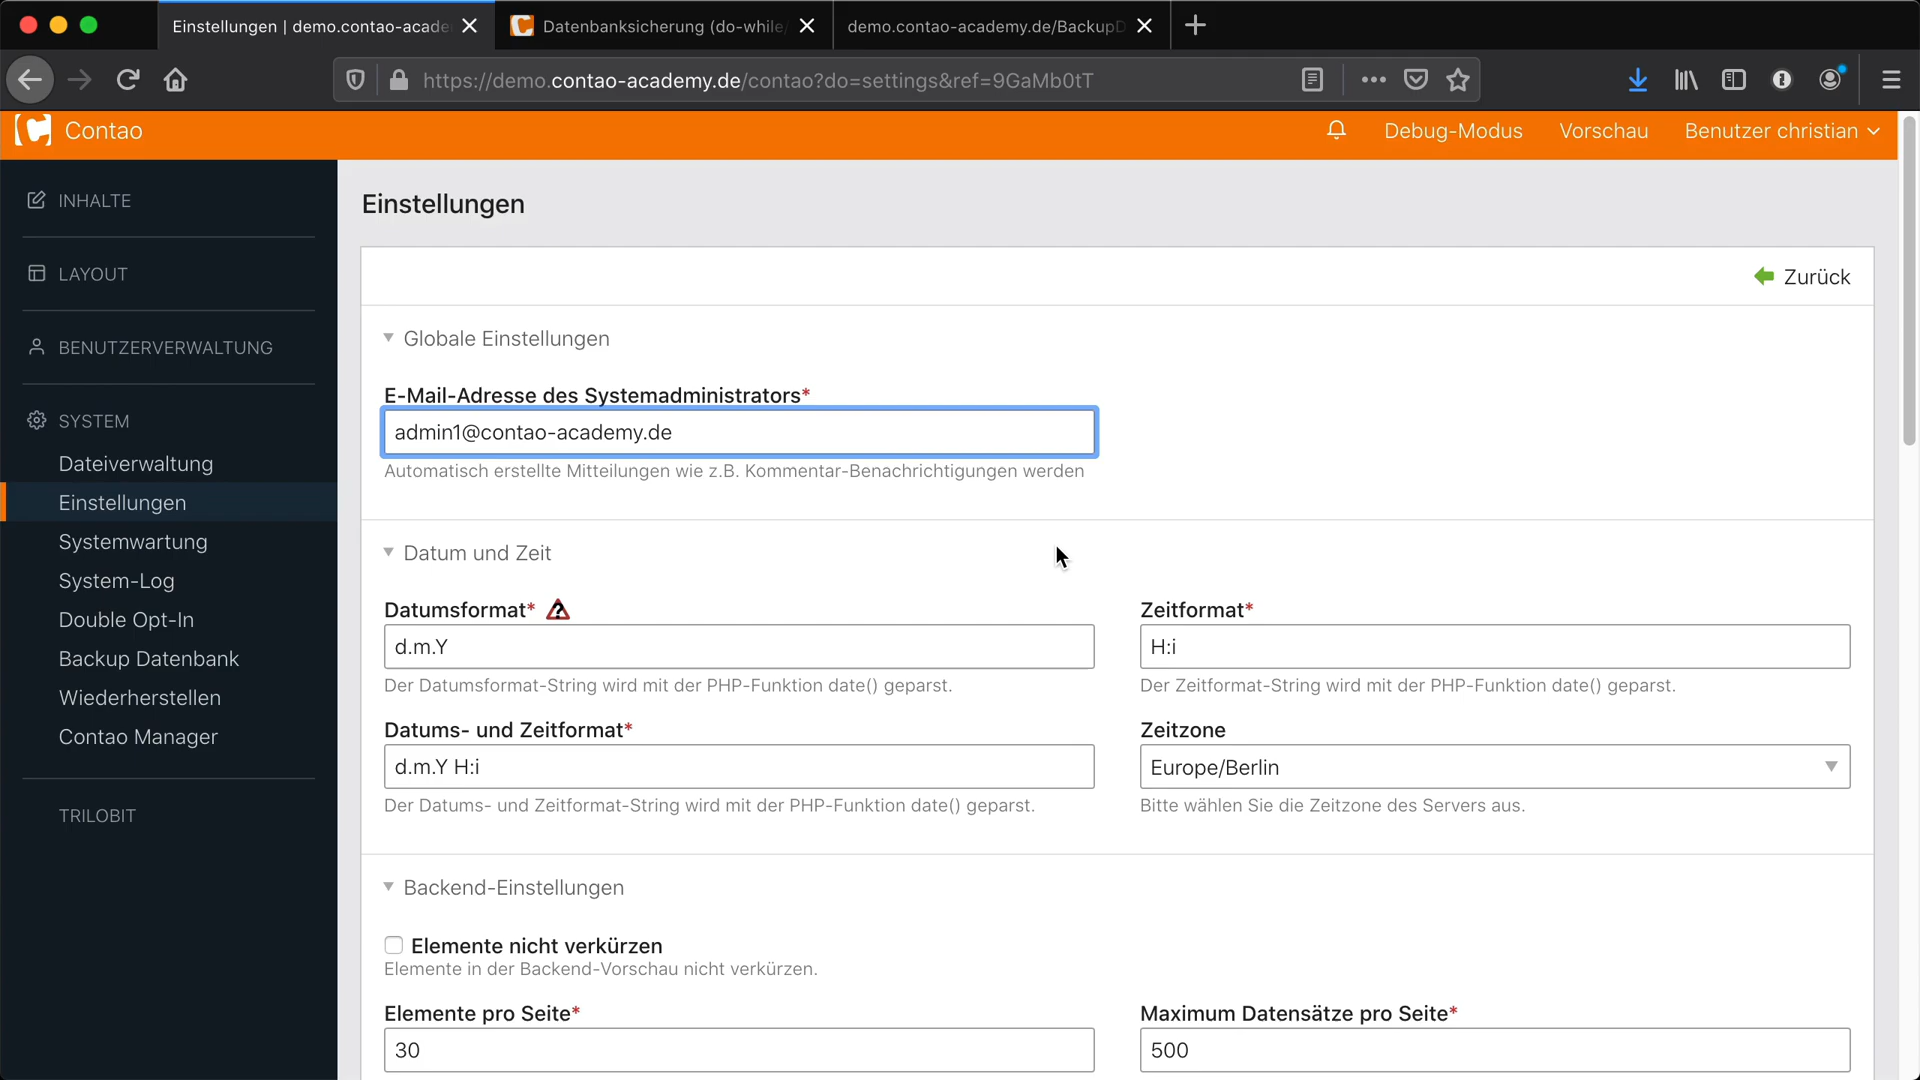 Einstellungen | demo.contao-acade
Datenbanksicherung (do-while
demo.contao-academy.de/BackupD
https://demo.contao-academy.de/contao?do=settings&ref=9GaMb0tT
Contao
Debug-Modus
Vorschau
Benutzer christian
INHALTE
LAYOUT
BENUTZERVERWALTUNG
SYSTEM
Dateiverwaltung
Einstellungen
Systemwartung
System-Log
Double Opt-In
Backup Datenbank
Wiederherstellen
Contao Manager
TRILOBIT
Einstellungen
Zurück
Globale Einstellungen
E-Mail-Adresse des Systemadministrators*
admin1@contao-academy.de
Automatisch erstellte Mitteilungen wie z.B. Kommentar-Benachrichtigungen werden
Datum und Zeit
Datumsformat*
d.m.Y
Der Datumsformat-String wird mit der PHP-Funktion date() geparst.
Zeitformat*
H:i
Der Zeitformat-String wird mit der PHP-Funktion date() geparst.
Datums- und Zeitformat*
d.m.Y H:i
Der Datums- und Zeitformat-String wird mit der PHP-Funktion date() geparst.
Zeitzone
Europe/Berlin
Bitte wählen Sie die Zeitzone des Servers aus.
Backend-Einstellungen
Elemente nicht verkürzen
Elemente in der Backend-Vorschau nicht verkürzen.
Elemente pro Seite*
30
Maximum Datensätze pro Seite*
500